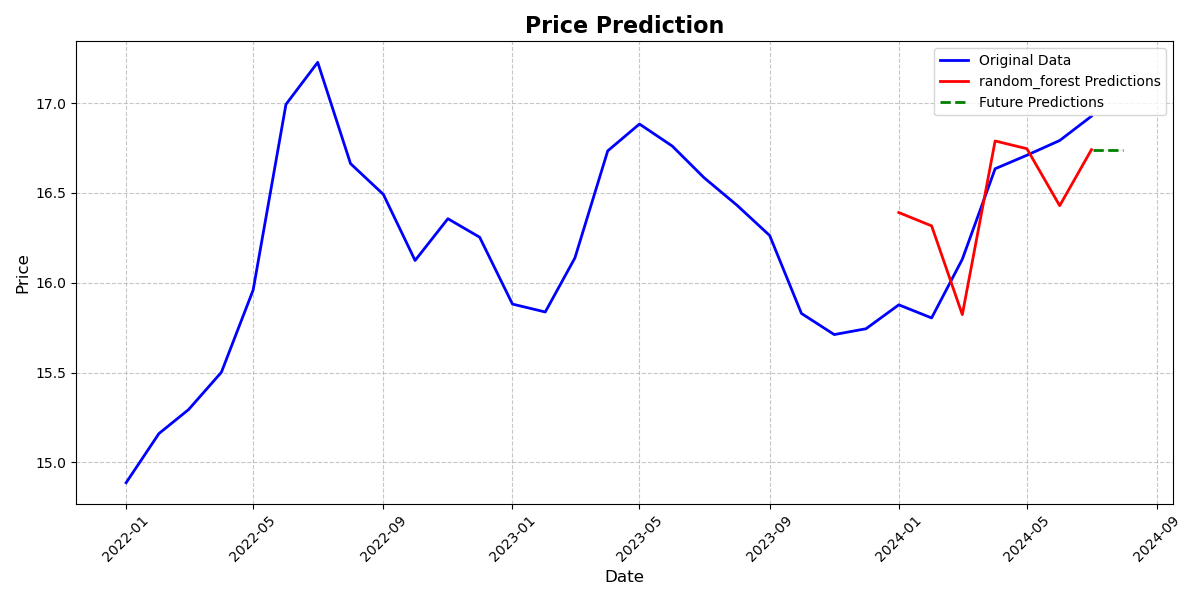 Price Prediction
Original Data
random_forest Predictions
Future Predictions
Price
17.0
16.5
16.0
15.5
15.0
2022-01
2022-05
2022-09
2023-01
2023-05
2023-09
2024-01
2024-05
2024-09
Date